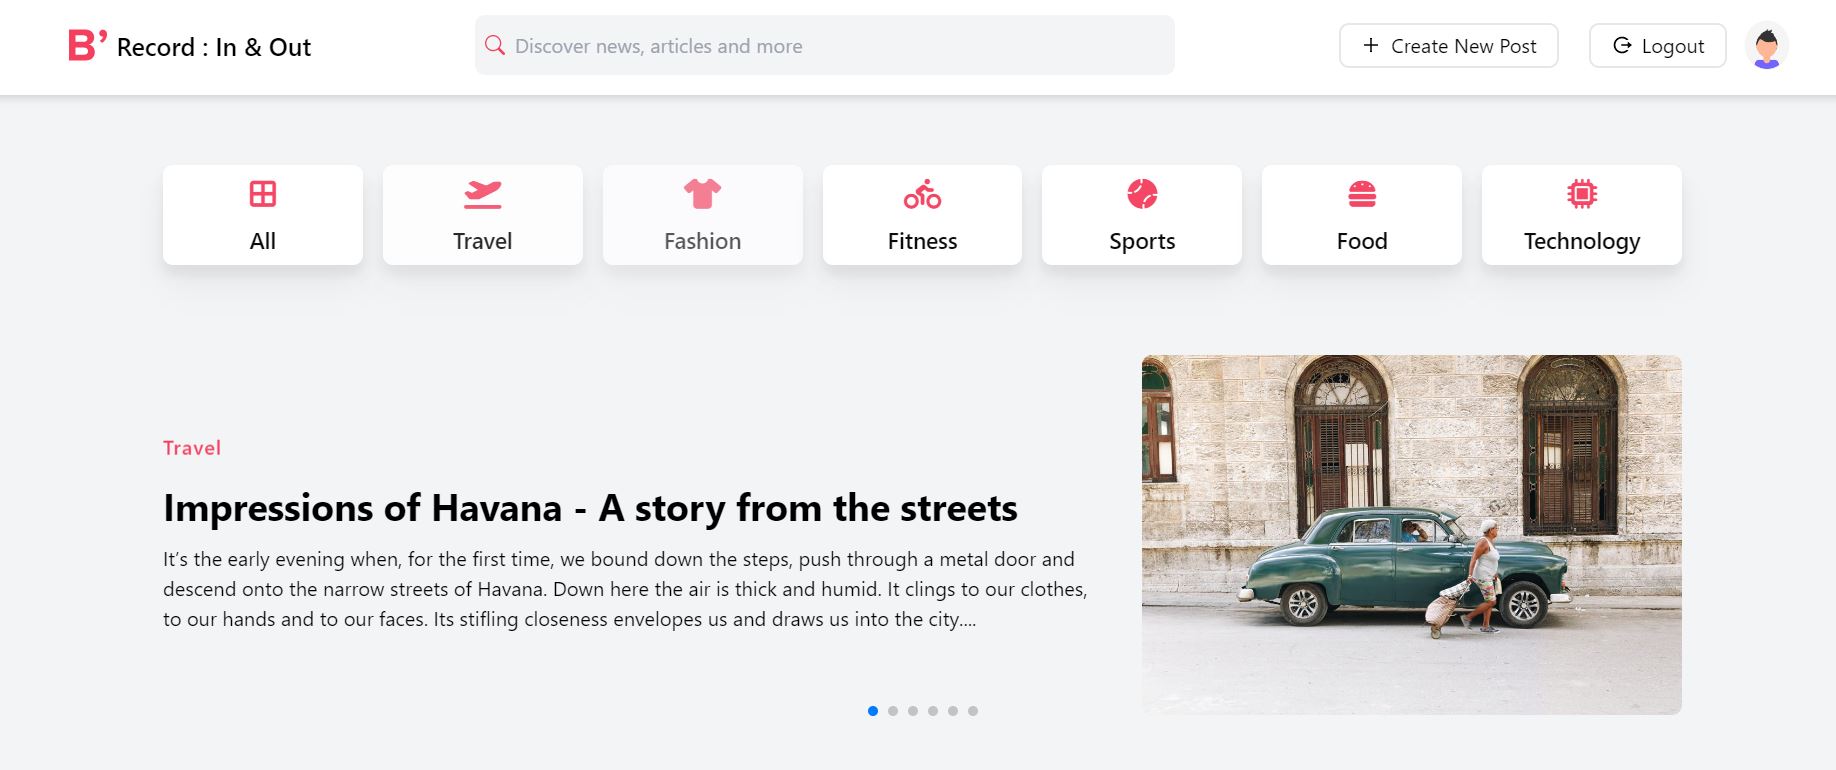 B’ Record : In & Out
Discover news, articles and more
Create New Post
Logout
All
Travel
Fashion
Fitness
Sports
Food
Technology
Travel
Impressions of Havana - A story from the streets
It’s the early evening when, for the first time, we bound down the steps, push through a metal door and
descend onto the narrow streets of Havana. Down here the air is thick and humid. It clings to our clothes,
to our hands and to our faces. Its stifling closeness envelopes us and draws us into the city....